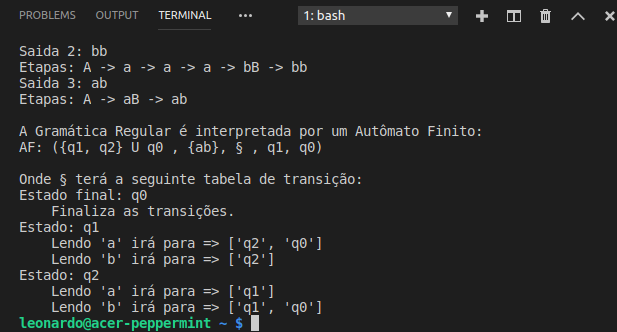 PROBLEMS OUTPUT TERMINAL ••• 1: bash
Saida 2: bb
Etapas: A -> a -> a -> a -> bB -> bb
Saida 3: ab
Etapas: A -> aB -> ab
A Gramática Regular é interpretada por um Autômato Finito:
AF: ({q1, q2} U q0 , {ab}, § , q1, q0)
Onde § terá a seguinte tabela de transição:
Estado final: q0
Finaliza as transições.
Estado: q1
Lendo 'a' irá para => ['q2', 'q0']
Lendo 'b' irá para => ['q2']
Estado: q2
Lendo 'a' irá para => ['q1']
Lendo 'b' irá para => ['q1', 'q0']
leonardo@acer-peppermint ~ $